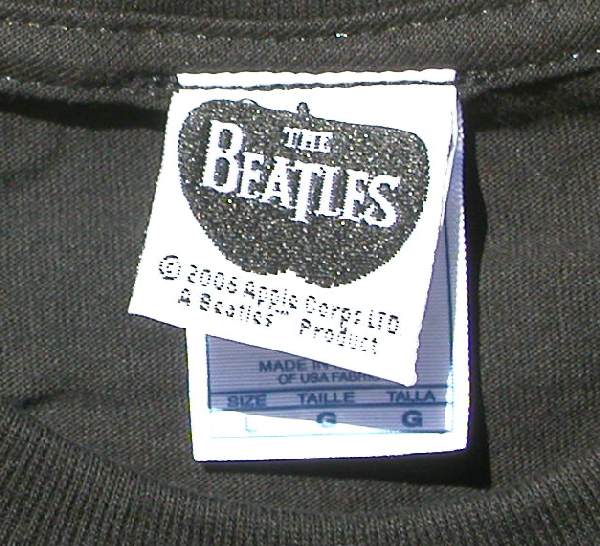 THE
BEATLES
© 2006 Apple Corps LTD
A Beatles™ Product
MADE IN
OF USA FABRIC
SIZE TAILLE TALLA
G G